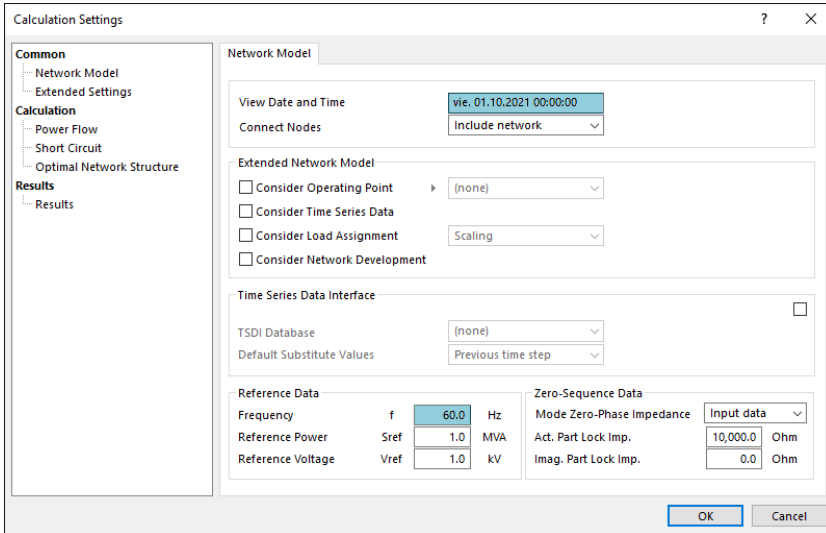 Calculation Settings ? ×
Common
Network Model
Extended Settings
Calculation
Power Flow
Short Circuit
Optimal Network Structure
Results
Results
Network Model
View Date and Time vie. 01.10.2021 00:00:00
Connect Nodes Include network
Extended Network Model
Consider Operating Point (none)
Consider Time Series Data
Consider Load Assignment Scaling
Consider Network Development
Time Series Data Interface
TSDI Database (none)
Default Substitute Values Previous time step
Reference Data
Frequency f 60.0 Hz
Reference Power Sref 1.0 MVA
Reference Voltage Vref 1.0 kV
Zero-Sequence Data
Mode Zero-Phase Impedance Input data
Act. Part Lock Imp. 10,000.0 Ohm
Imag. Part Lock Imp. 0.0 Ohm
OK Cancel